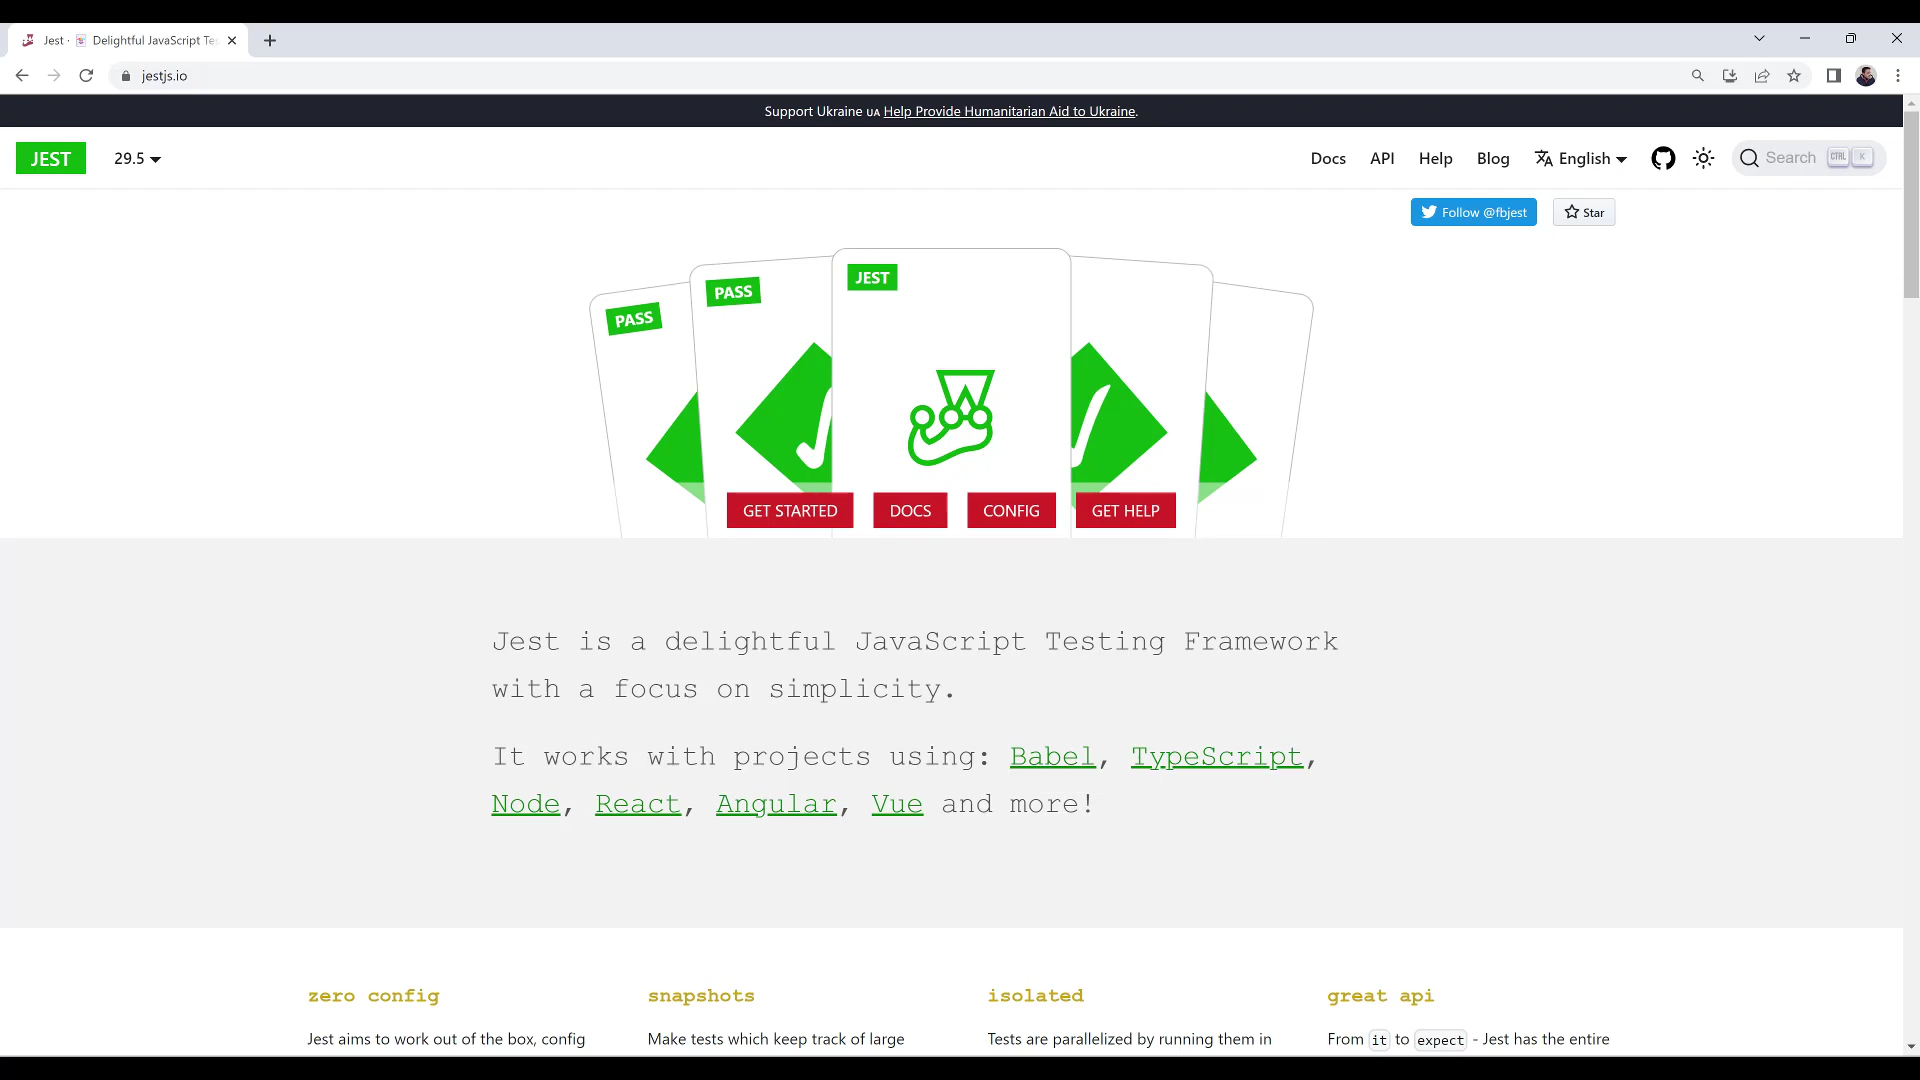 Jest · 🃏 Delightful JavaScript Te
jestjs.io
Support Ukraine UA Help Provide Humanitarian Aid to Ukraine.
JEST
29.5
Docs
API
Help
Blog
English
Search
CTRL
K
Follow @fbjest
Star
PASS
PASS
JEST
GET STARTED
DOCS
CONFIG
GET HELP
Jest is a delightful JavaScript Testing Framework
with a focus on simplicity.
It works with projects using: Babel, TypeScript,
Node, React, Angular, Vue and more!
zero config
Jest aims to work out of the box, config
snapshots
Make tests which keep track of large
isolated
Tests are parallelized by running them in
great api
From it to expect - Jest has the entire